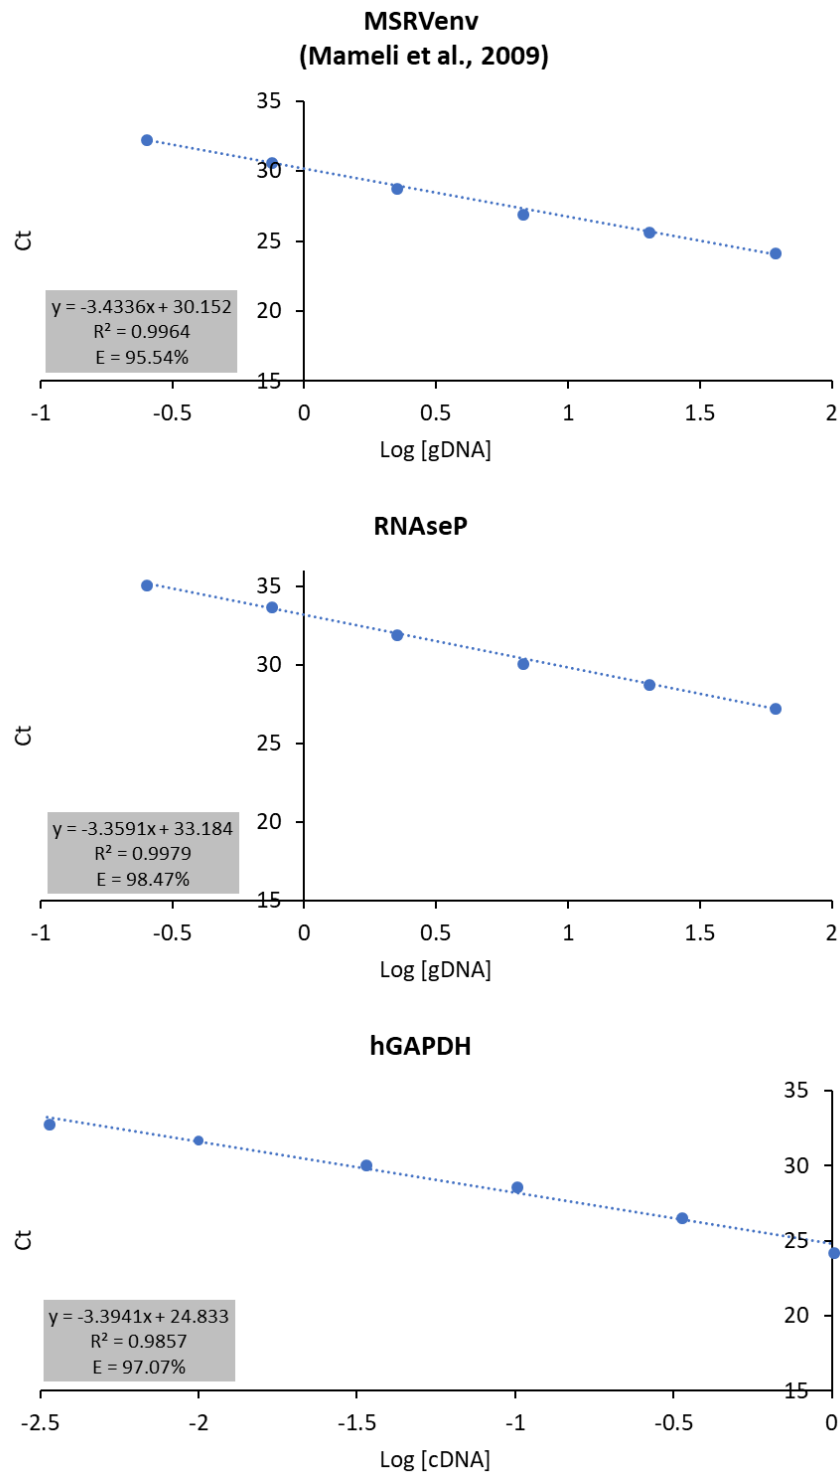 MSRVenv
(Mameli et al., 2009)
35
30
25
20
15
Ct
y = -3.4336x + 30.152
R² = 0.9964
E = 95.54%
-1 -0.5 0 0.5 1 1.5 2
Log [gDNA]
RNAseP
35
30
25
20
15
Ct
y = -3.3591x + 33.184
R² = 0.9979
E = 98.47%
-1 -0.5 0 0.5 1 1.5 2
Log [gDNA]
hGAPDH
35
30
25
20
15
Ct
y = -3.3941x + 24.833
R² = 0.9857
E = 97.07%
-2.5 -2 -1.5 -1 -0.5 0
Log [cDNA]